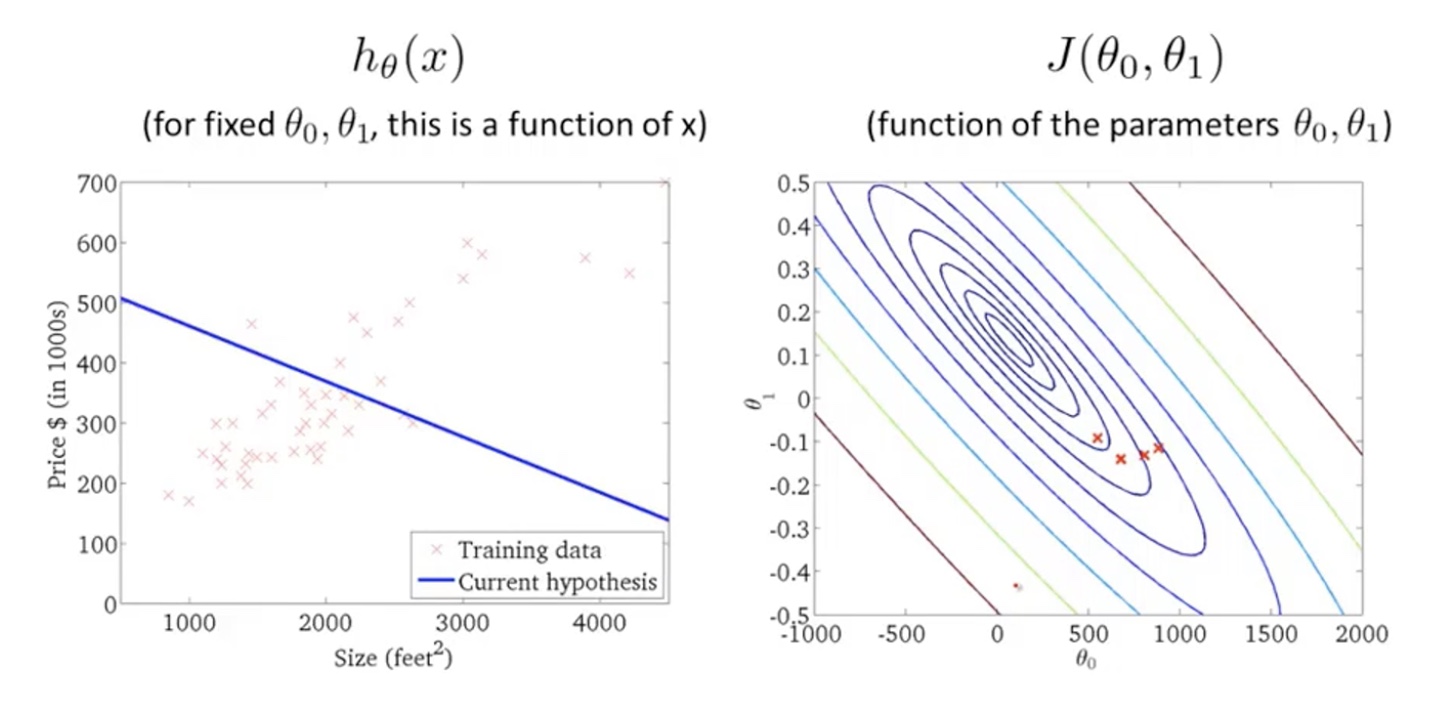 hθ(x)
(for fixed θ₀, θ₁, this is a function of x)
700
600
500
400
300
200
100
0
Price $ (in 1000s)
1000 2000 3000 4000
Size (feet²)
Training data
Current hypothesis
J(θ₀, θ₁)
(function of the parameters θ₀, θ₁)
0.5
0.4
0.3
0.2
0.1
0
-0.1
-0.2
-0.3
-0.4
-0.5
θ₁
-1000 -500 0 500 1000 1500 2000
θ₀